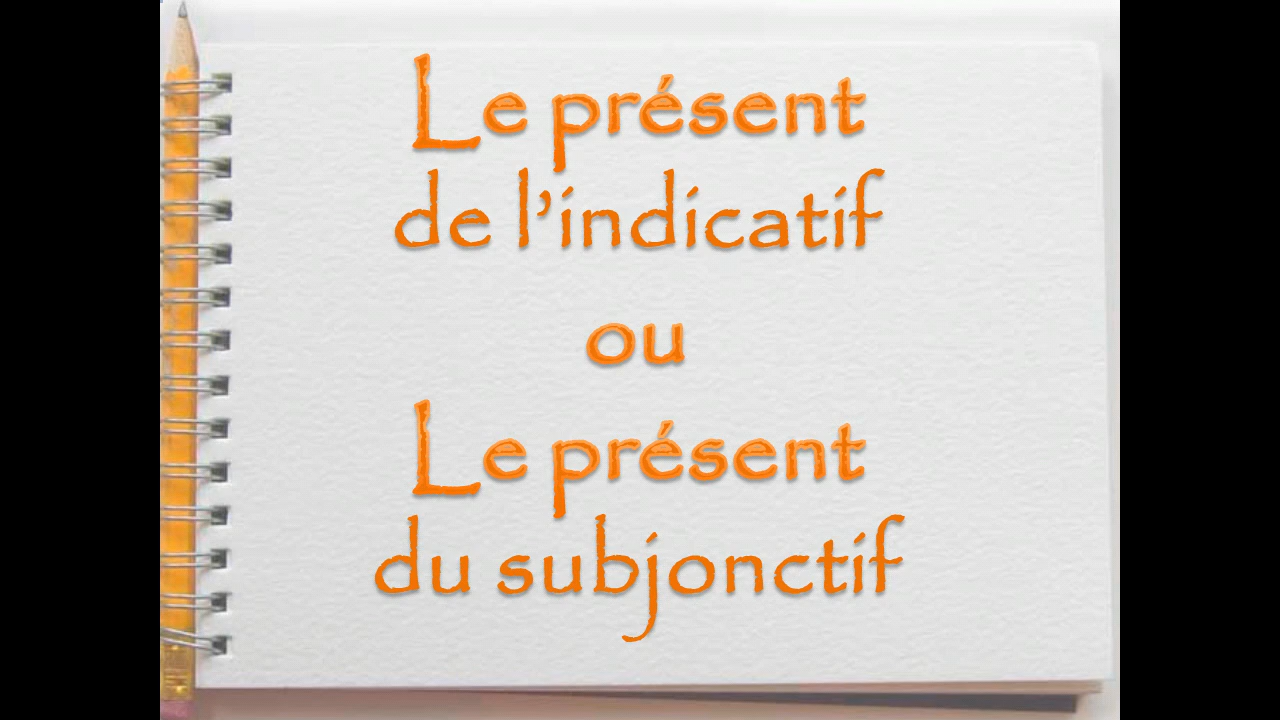 Le présent
de l’indicatif
ou
Le présent
du subjonctif